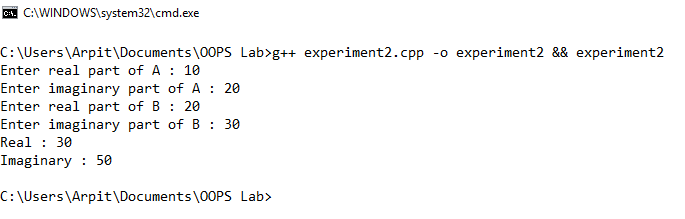 C:\WINDOWS\system32\cmd.exe
C:\Users\Arpit\Documents\OOPS Lab>g++ experiment2.cpp -o experiment2 && experiment2
Enter real part of A : 10
Enter imaginary part of A : 20
Enter real part of B : 20
Enter imaginary part of B : 30
Real : 30
Imaginary : 50
C:\Users\Arpit\Documents\OOPS Lab>